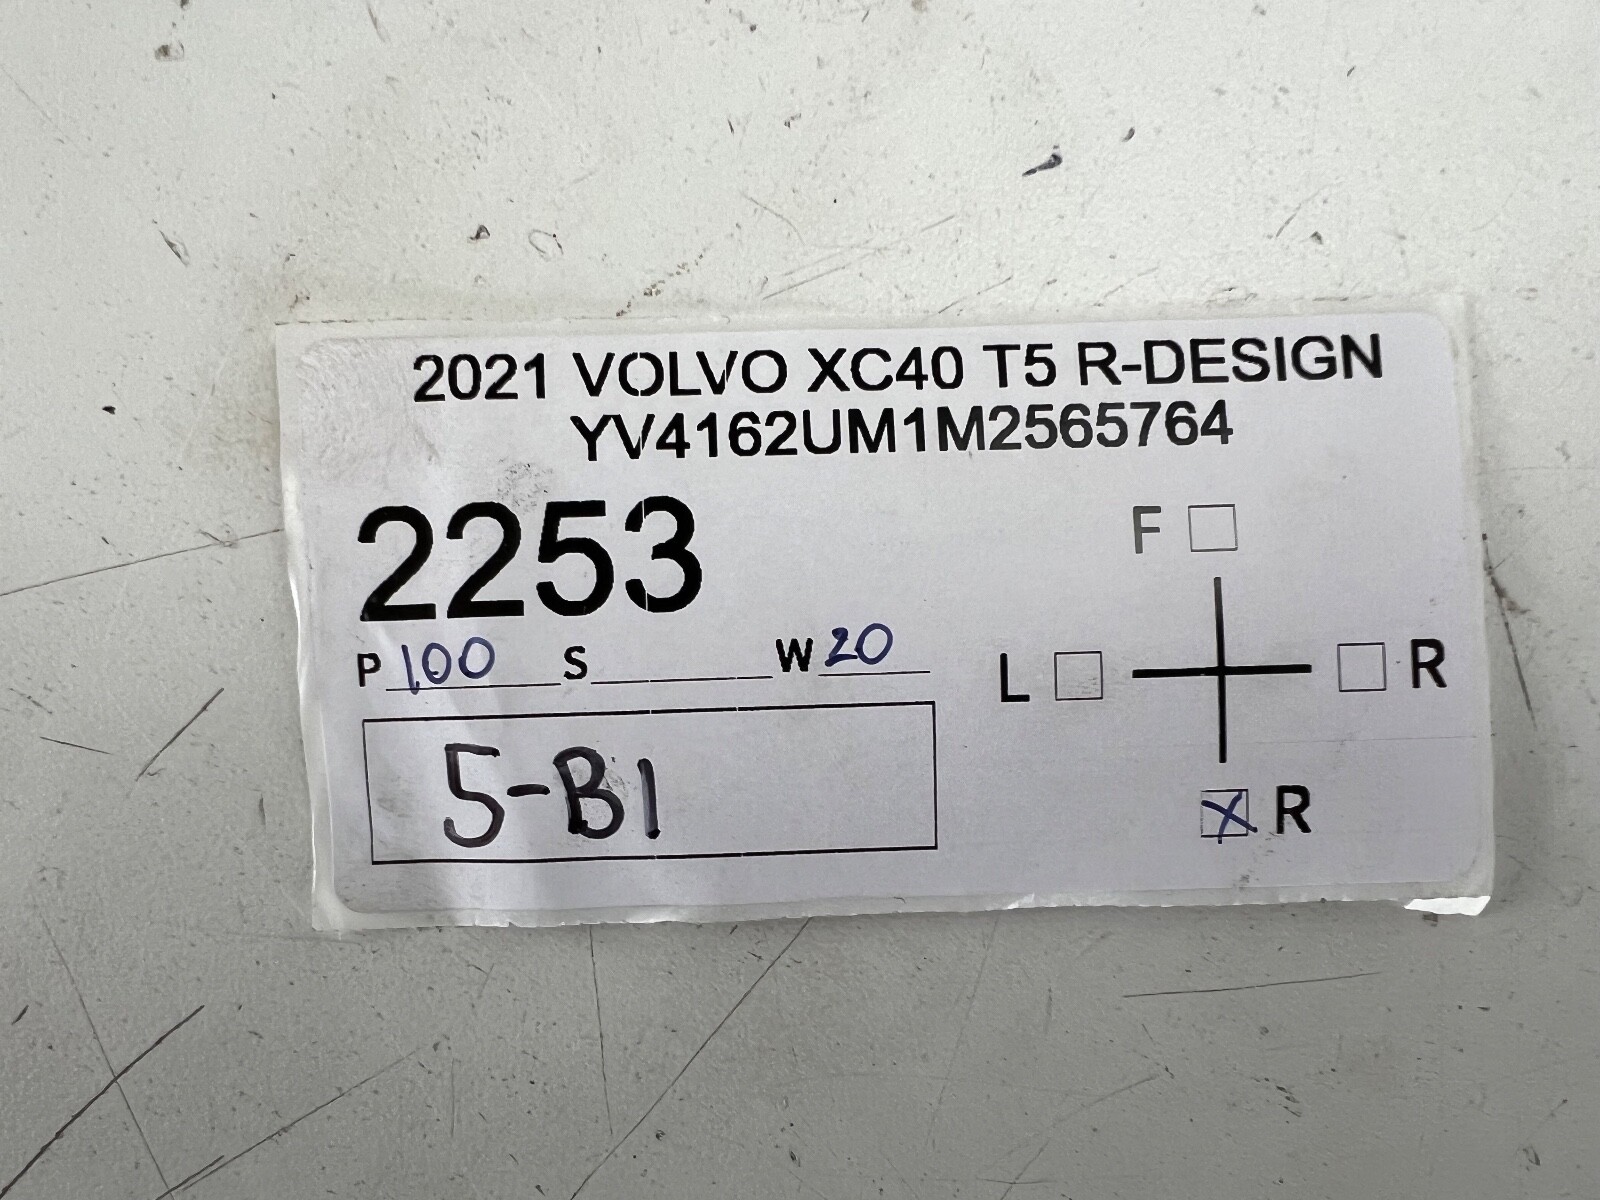 2021 VOLVO XC40 T5 R-DESIGN
YV4162UM1M2565764
2253
F
P 100 S W 20
L R
5-B1
R